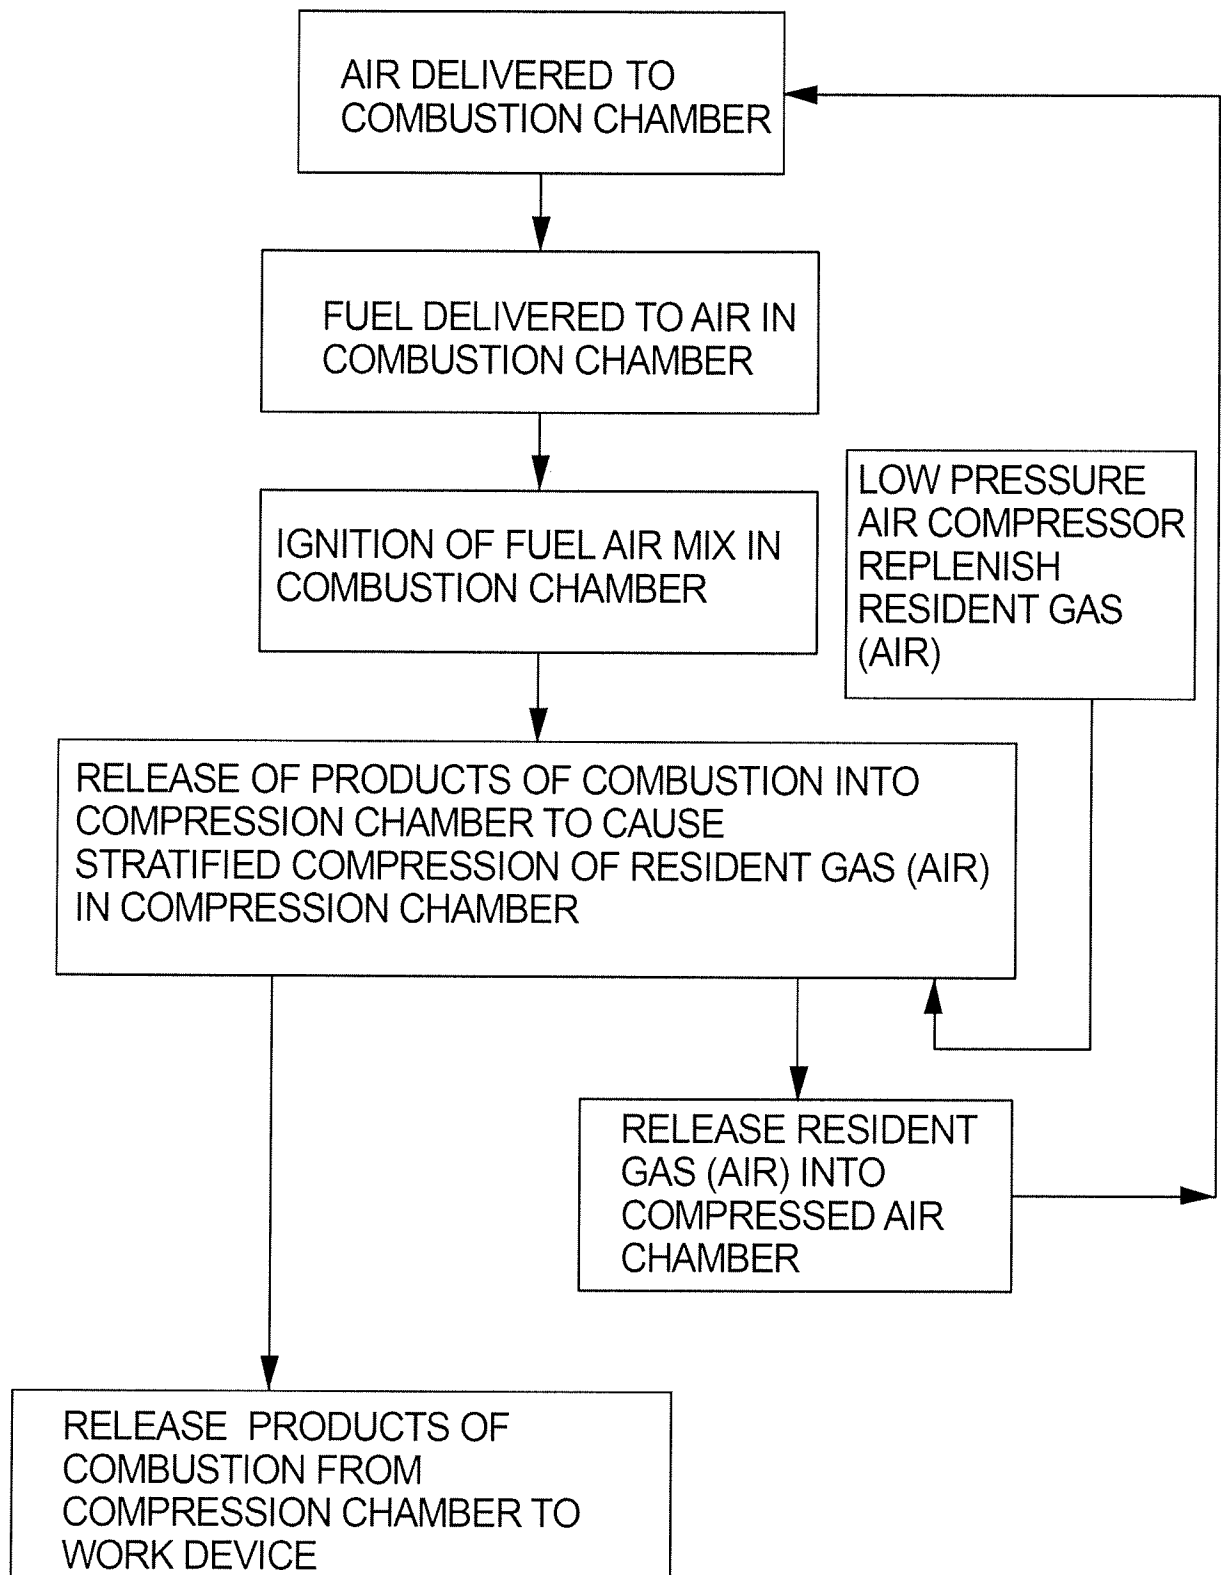 AIR DELIVERED TO
COMBUSTION CHAMBER
FUEL DELIVERED TO AIR IN
COMBUSTION CHAMBER
IGNITION OF FUEL AIR MIX IN
COMBUSTION CHAMBER
LOW PRESSURE
AIR COMPRESSOR
REPLENISH
RESIDENT GAS
(AIR)
RELEASE OF PRODUCTS OF COMBUSTION INTO
COMPRESSION CHAMBER TO CAUSE
STRATIFIED COMPRESSION OF RESIDENT GAS (AIR)
IN COMPRESSION CHAMBER
RELEASE RESIDENT
GAS (AIR) INTO
COMPRESSED AIR
CHAMBER
RELEASE PRODUCTS OF
COMBUSTION FROM
COMPRESSION CHAMBER TO
WORK DEVICE